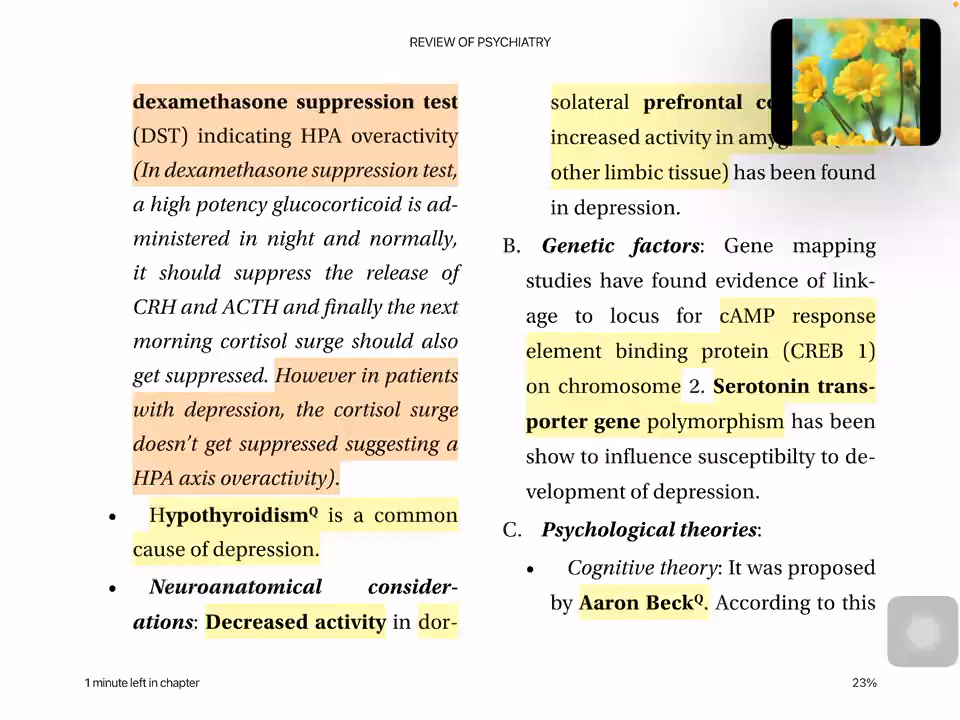 REVIEW OF PSYCHIATRY
dexamethasone suppression test
(DST) indicating HPA overactivity
(In dexamethasone suppression test,
a high potency glucocorticoid is ad-
ministered in night and normally,
it should suppress the release of
CRH and ACTH and finally the next
morning cortisol surge should also
get suppressed. However in patients
with depression, the cortisol surge
doesn't get suppressed suggesting a
HPA axis overactivity).
• HypothyroidismQ is a common
cause of depression.
• Neuroanatomical consider-
ations: Decreased activity in dor-
solateral prefrontal
increased activity in
other limbic tissue) has been found
in depression.
B. Genetic factors: Gene mapping
studies have found evidence of link-
age to locus for cAMP response
element binding protein (CREB 1)
on chromosome 2. Serotonin trans-
porter gene polymorphism has been
show to influence susceptibilty to de-
velopment of depression.
C. Psychological theories:
• Cognitive theory: It was proposed
by Aaron BeckQ. According to this
1 minute left in chapter
23%